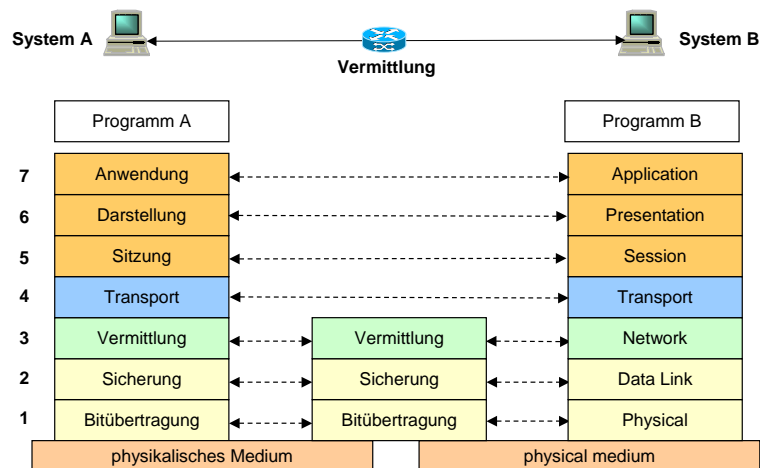 System A
System B
Vermittlung
Programm A
Programm B
7 Anwendung Application
6 Darstellung Presentation
5 Sitzung Session
4 Transport Transport
3 Vermittlung Vermittlung Network
2 Sicherung Sicherung Data Link
1 Bitübertragung Bitübertragung Physical
physikalisches Medium physical medium